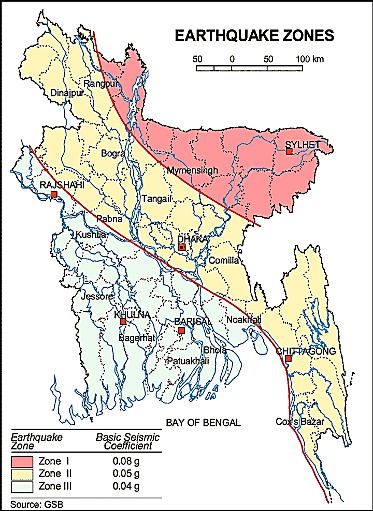 EARTHQUAKE ZONES
50 0 50 100 km
Rangpur
Dinajpur
SYLHET
Bogra
Mymensingh
RAJSHAHI
Tangail
Pabna
Kushtia
DHAKA
Comilla
Jessore
KHULNA
BARISAL
Noakhali
Bagerhat
Bhola
Patuakhali
CHITTAGONG
Cox's Bazar
BAY OF BENGAL
Earthquake Zone Basic Seismic Coefficient
Zone I 0.08 g
Zone II 0.05 g
Zone III 0.04 g
Source: GSB